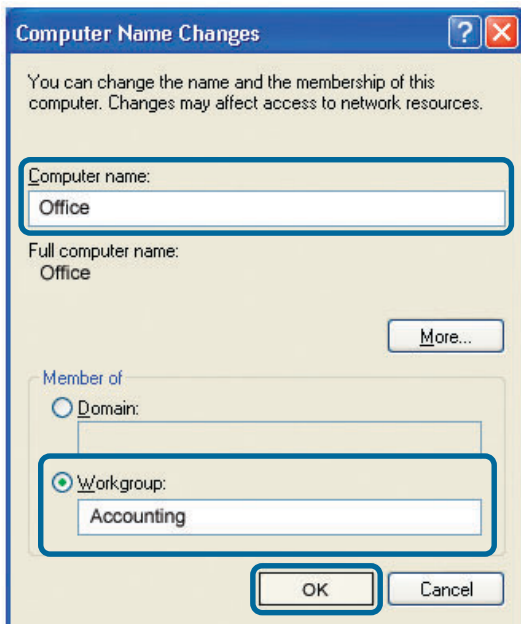 Computer Name Changes
You can change the name and the membership of this
computer. Changes may affect access to network resources.
Computer name:
Office
Full computer name:
Office
More...
Member of
Domain:
Workgroup:
Accounting
OK Cancel